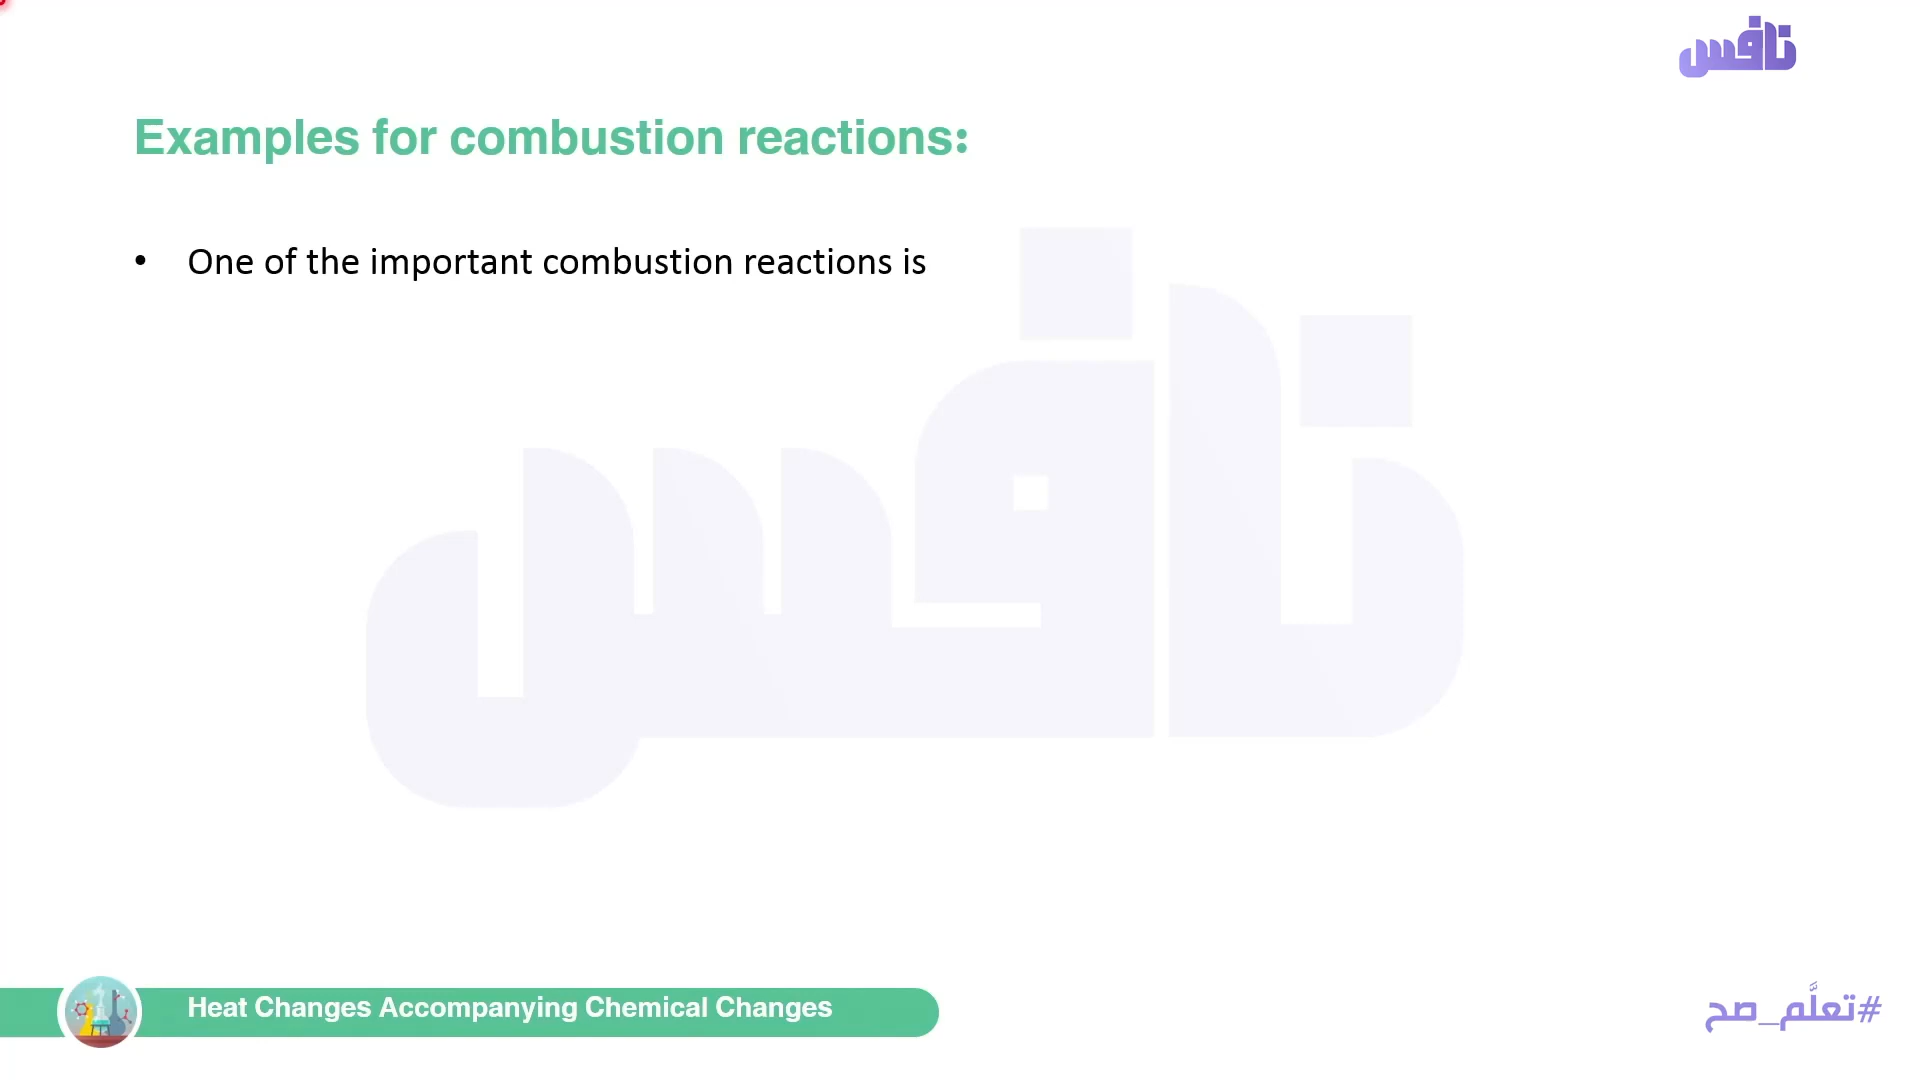 نافس
Examples for combustion reactions:
• One of the important combustion reactions is
نافس
Heat Changes Accompanying Chemical Changes
#تعلَّم_صح